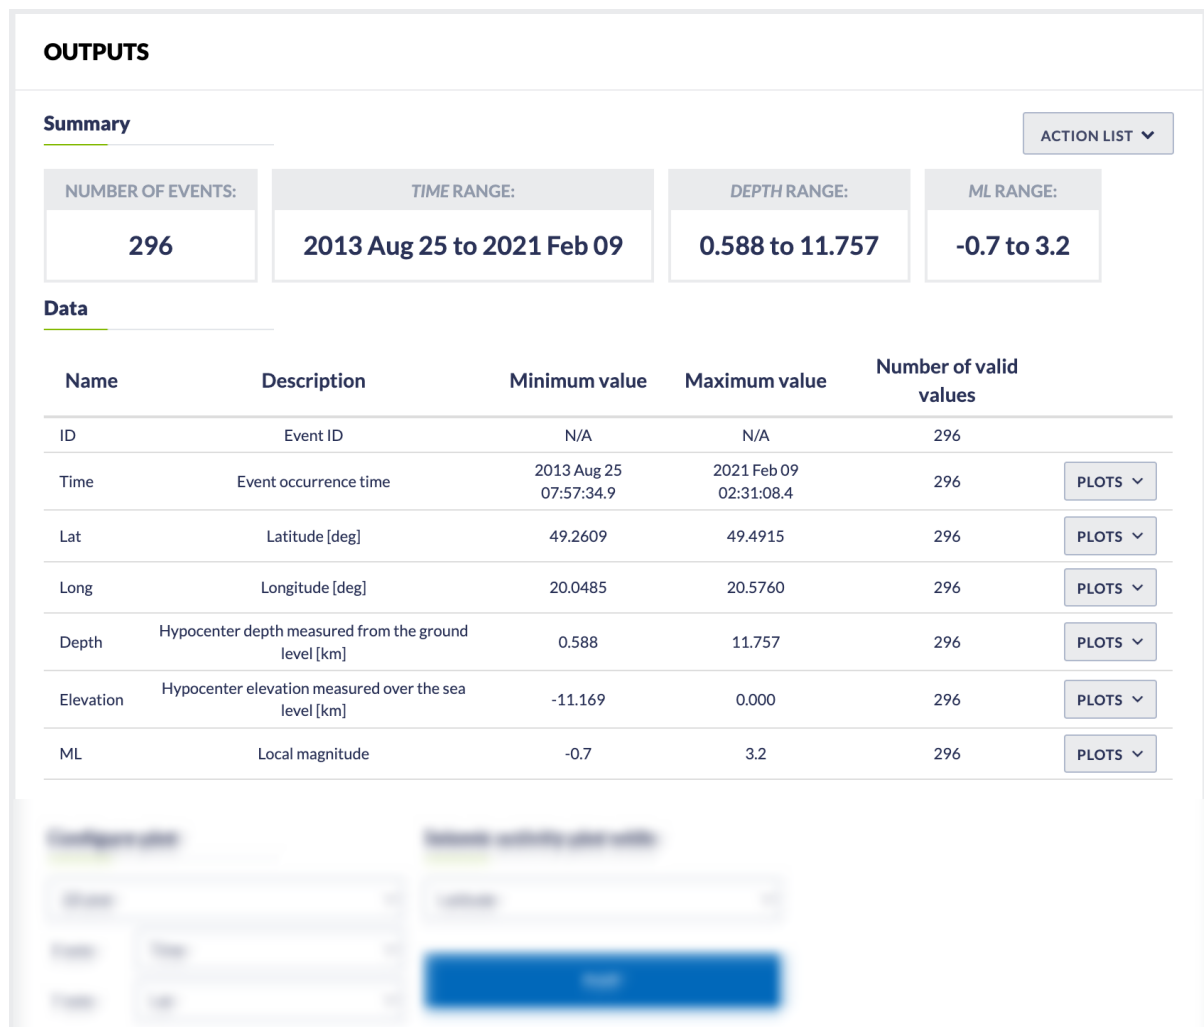 OUTPUTS
Summary
ACTION LIST
NUMBER OF EVENTS: TIME RANGE: DEPTH RANGE: ML RANGE:
296 2013 Aug 25 to 2021 Feb 09 0.588 to 11.757 -0.7 to 3.2
Data
Name Description Minimum value Maximum value Number of valid values
ID Event ID N/A N/A 296
Time Event occurrence time 2013 Aug 25 07:57:34.9 2021 Feb 09 02:31:08.4 296 PLOTS
Lat Latitude [deg] 49.2609 49.4915 296 PLOTS
Long Longitude [deg] 20.0485 20.5760 296 PLOTS
Depth Hypocenter depth measured from the ground level [km] 0.588 11.757 296 PLOTS
Elevation Hypocenter elevation measured over the sea level [km] -11.169 0.000 296 PLOTS
ML Local magnitude -0.7 3.2 296 PLOTS